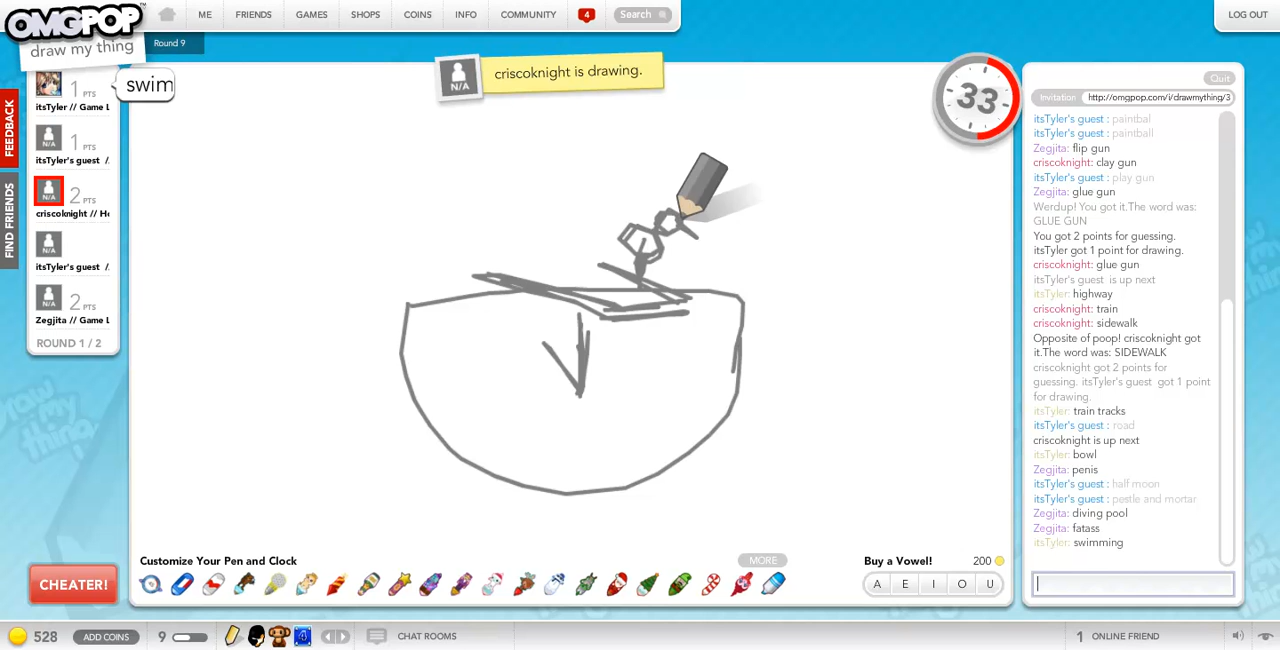 OMGPOP™
draw my thing
ME
FRIENDS
GAMES
SHOPS
COINS
INFO
COMMUNITY
4
Search
LOG OUT
Round 9
FEEDBACK
FIND FRIENDS
1 PTS
swim
itsTyler // Game L
N/A
1 PTS
itsTyler's guest //
N/A
2 PTS
criscoknight // Ho
N/A
itsTyler's guest //
N/A
2 PTS
Zegjita // Game L
ROUND 1 / 2
CHEATER!
N/A
criscoknight is drawing.
33
Quit
Invitation
http://omgpop.com/i/drawmything/3
itsTyler's guest : paintbal
itsTyler's guest : paintball
Zegjita: flip gun
criscoknight: clay gun
itsTyler's guest : play gun
Zegjita: glue gun
Werdup! You got it.The word was:
GLUE GUN
You got 2 points for guessing.
itsTyler got 1 point for drawing.
criscoknight: glue gun
itsTyler's guest  is up next
itsTyler: highway
criscoknight: train
criscoknight: sidewalk
Opposite of poop! criscoknight got
it.The word was: SIDEWALK
criscoknight got 2 points for
guessing. itsTyler's guest  got 1 point
for drawing.
itsTyler: train tracks
itsTyler's guest : road
criscoknight is up next
itsTyler: bowl
Zegjita: penis
itsTyler's guest : half moon
itsTyler's guest : pestle and mortar
Zegjita: diving pool
Zegjita: fatass
itsTyler: swimming
Customize Your Pen and Clock
MORE
Buy a Vowel!
200
A E I O U
528
ADD COINS
9
4
CHAT ROOMS
1 ONLINE FRIEND